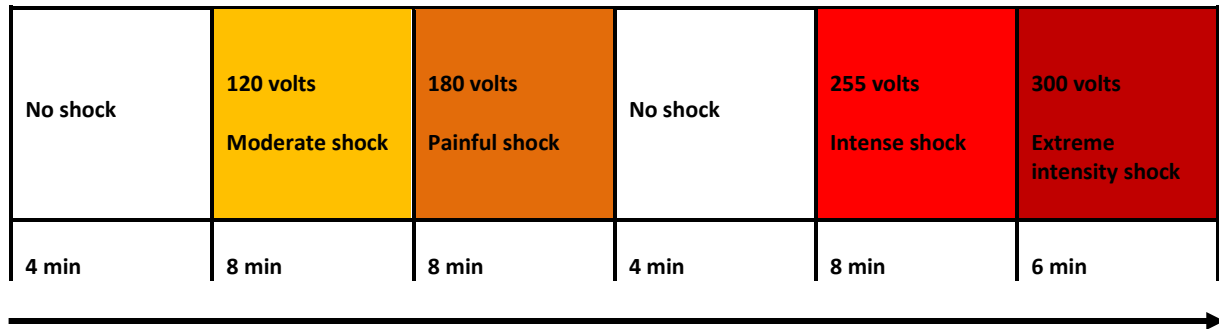 No shock
120 volts
Moderate shock
180 volts
Painful shock
No shock
255 volts
Intense shock
300 volts
Extreme
intensity shock
4 min
8 min
8 min
4 min
8 min
6 min